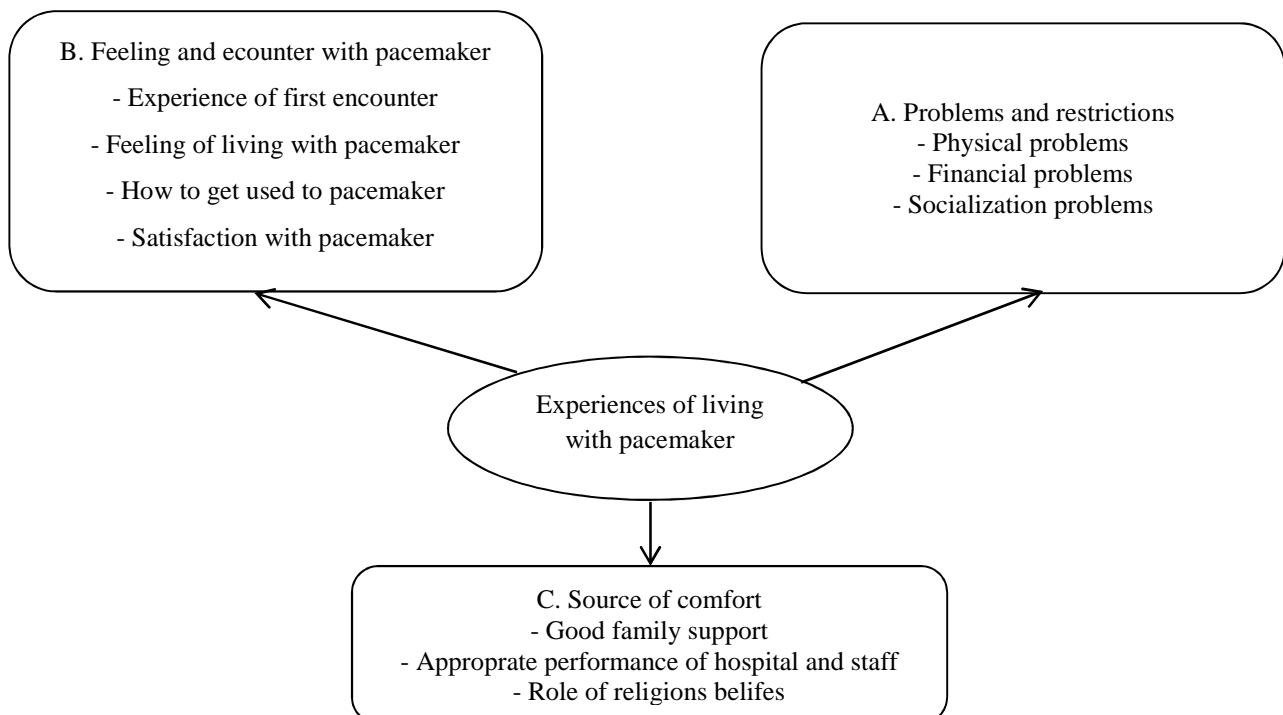 B. Feeling and ecounter with pacemaker
- Experience of first encounter
- Feeling of living with pacemaker
- How to get used to pacemaker
- Satisfaction with pacemaker
A. Problems and restrictions
- Physical problems
- Financial problems
- Socialization problems
Experiences of living
with pacemaker
C. Source of comfort
- Good family support
- Approprate performance of hospital and staff
- Role of religions belifes